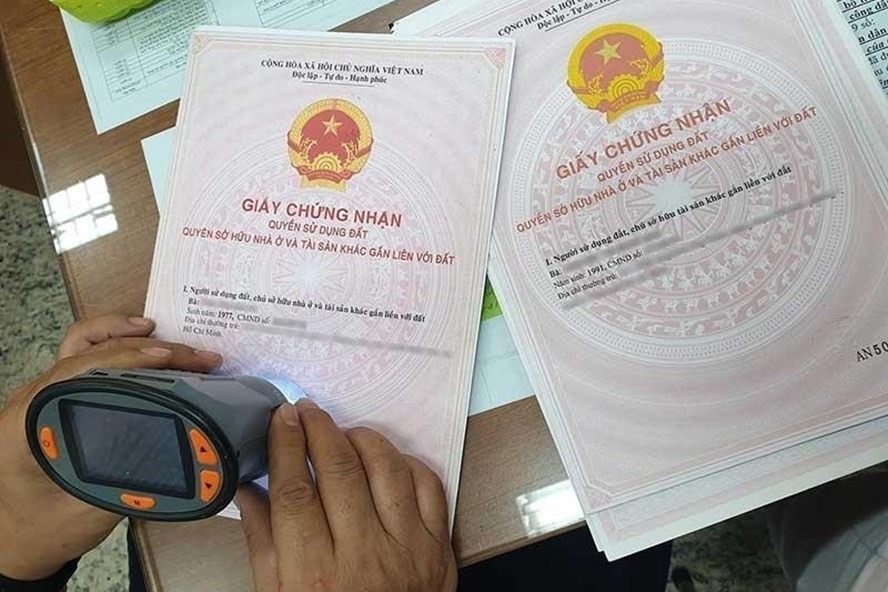 CỘNG HÒA XÃ HỘI CHỦ NGHĨA VIỆT NAM
Độc lập - Tự do - Hạnh phúc
GIẤY CHỨNG NHẬN
QUYỀN SỬ DỤNG ĐẤT
QUYỀN SỞ HỮU NHÀ Ở VÀ TÀI SẢN KHÁC GẮN LIỀN VỚI ĐẤT
I. Người sử dụng đất, chủ sở hữu nhà ở và tài sản khác gắn liền với đất
Bà:
Sinh năm: 1977, CMND số:
Địa chỉ thường trú:
Hồ Chí Minh.
CỘNG HÒA XÃ HỘI CHỦ
Độc lập - Tự do - Hạnh phúc
GIẤY CHỨNG NHẬN
QUYỀN SỬ DỤNG ĐẤT
QUYỀN SỞ HỮU NHÀ Ở VÀ TÀI SẢN KHÁC GẮN LIỀN VỚI ĐẤT
I. Người sử dụng đất, chủ sở hữu tài sản khác gắn liền với đất
Bà:
Năm sinh: 1991, CMND số:
Địa chỉ thường trú:
AN 50
M